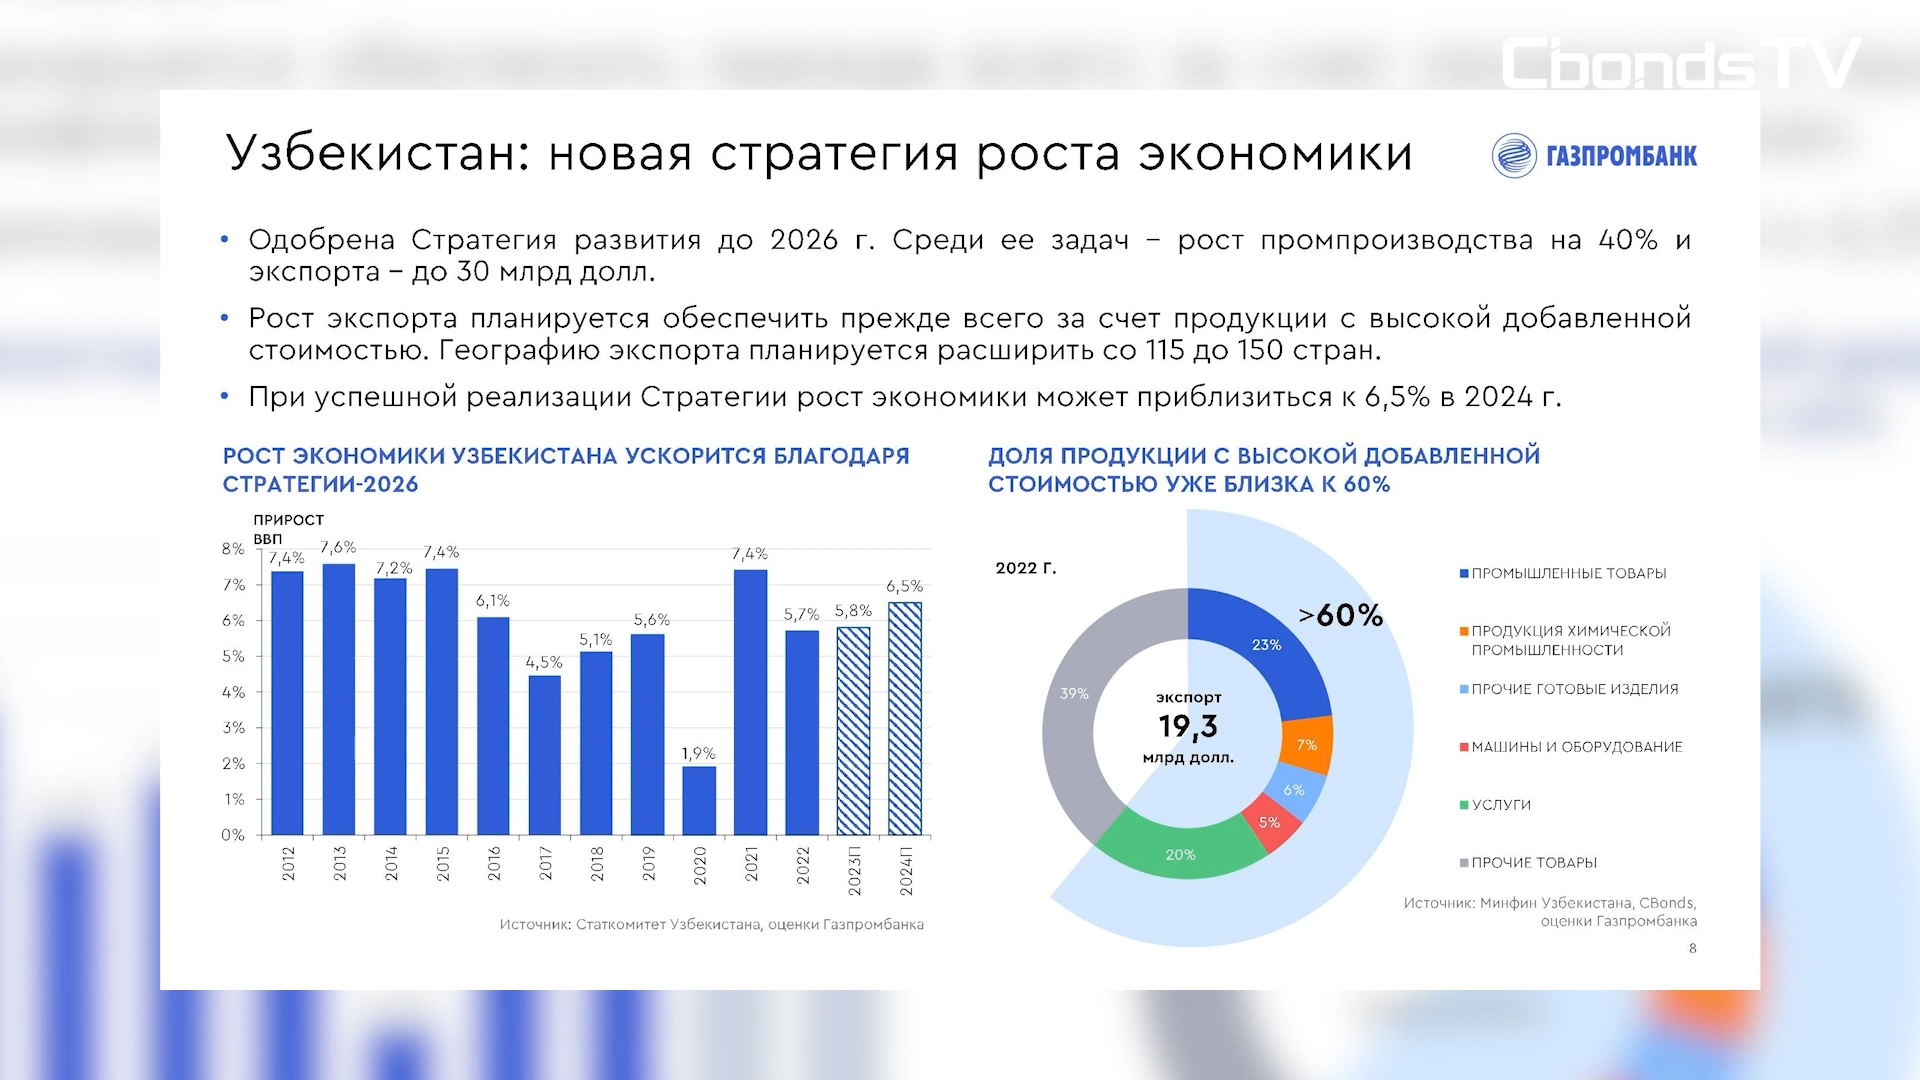 CbondsTV
Узбекистан: новая стратегия роста экономики
ГАЗПРОМБАНК
• Одобрена Стратегия развития до 2026 г. Среди ее задач – рост промпроизводства на 40% и
экспорта – до 30 млрд долл.
• Рост экспорта планируется обеспечить прежде всего за счет продукции с высокой добавленной
стоимостью. Географию экспорта планируется расширить со 115 до 150 стран.
• При успешной реализации Стратегии рост экономики может приблизиться к 6,5% в 2024 г.
РОСТ ЭКОНОМИКИ УЗБЕКИСТАНА УСКОРИТСЯ БЛАГОДАРЯ
СТРАТЕГИИ-2026
ПРИРОСТ
ВВП
8%
7%
6%
5%
4%
3%
2%
1%
0%
7,4%
7,6%
7,2%
7,4%
6,1%
4,5%
5,1%
5,6%
1,9%
7,4%
5,7%
5,8%
6,5%
2012
2013
2014
2015
2016
2017
2018
2019
2020
2021
2022
2023П
2024П
Источник: Статкомитет Узбекистана, оценки Газпромбанка
ДОЛЯ ПРОДУКЦИИ С ВЫСОКОЙ ДОБАВЛЕННОЙ
СТОИМОСТЬЮ УЖЕ БЛИЗКА К 60%
2022 Г.
>60%
23%
7%
6%
5%
20%
39%
экспорт
19,3
млрд долл.
ПРОМЫШЛЕННЫЕ ТОВАРЫ
ПРОДУКЦИЯ ХИМИЧЕСКОЙ
ПРОМЫШЛЕННОСТИ
ПРОЧИЕ ГОТОВЫЕ ИЗДЕЛИЯ
МАШИНЫ И ОБОРУДОВАНИЕ
УСЛУГИ
ПРОЧИЕ ТОВАРЫ
Источник: Минфин Узбекистана, CBonds,
оценки Газпромбанка
8